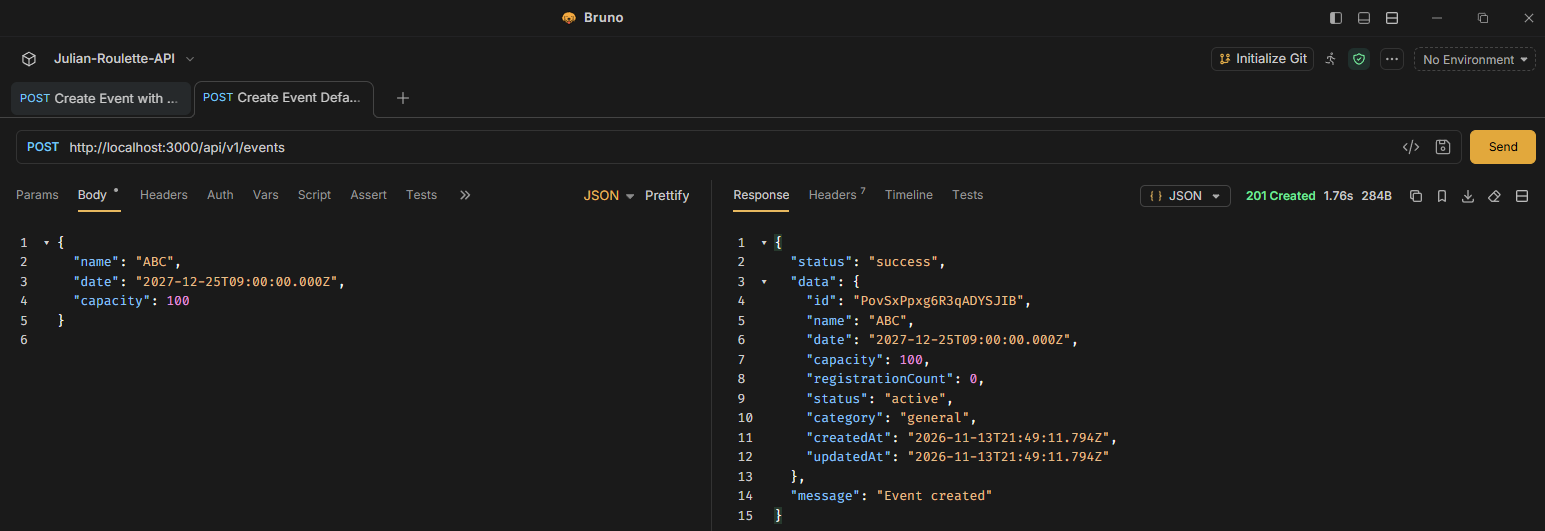 Bruno
Julian-Roulette-API
Initialize Git
No Environment
POST Create Event with ...
POST Create Event Defa...
POST http://localhost:3000/api/v1/events
Send
Params Body Headers Auth Vars Script Assert Tests
JSON Prettify
1 {
2 "name": "ABC",
3 "date": "2027-12-25T09:00:00.000Z",
4 "capacity": 100
5 }
6
Response Headers 7 Timeline Tests
{ } JSON 201 Created 1.76s 284B
1 {
2 "status": "success",
3 "data": {
4 "id": "PovSxPpxg6R3qADYSJIB",
5 "name": "ABC",
6 "date": "2027-12-25T09:00:00.000Z",
7 "capacity": 100,
8 "registrationCount": 0,
9 "status": "active",
10 "category": "general",
11 "createdAt": "2026-11-13T21:49:11.794Z",
12 "updatedAt": "2026-11-13T21:49:11.794Z"
13 },
14 "message": "Event created"
15 }